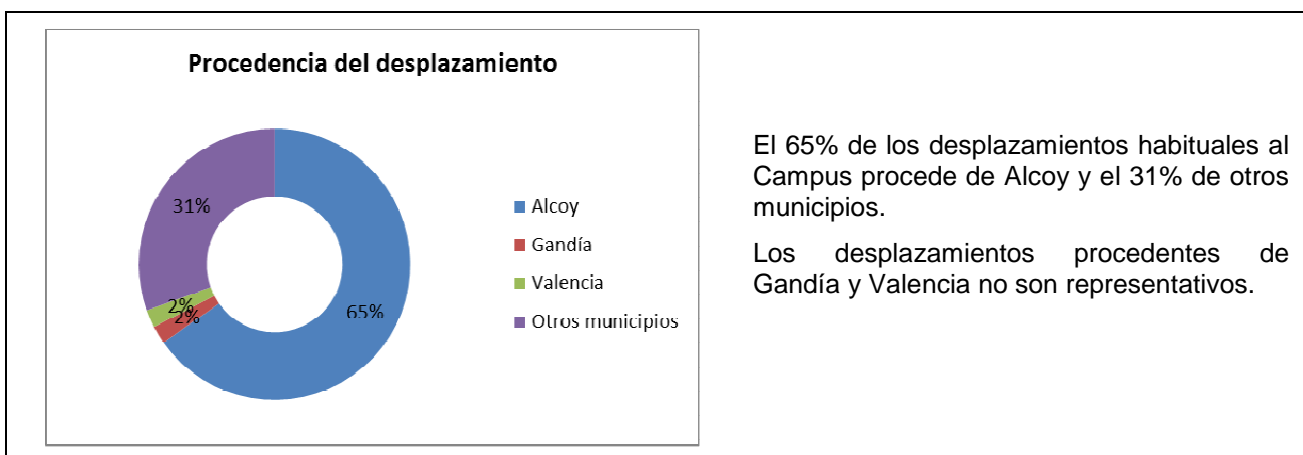 Procedencia del desplazamiento
31%
2%
2%
65%
Alcoy
Gandía
Valencia
Otros municipios
El 65% de los desplazamientos habituales al
Campus procede de Alcoy y el 31% de otros
municipios.
Los desplazamientos procedentes de
Gandía y Valencia no son representativos.